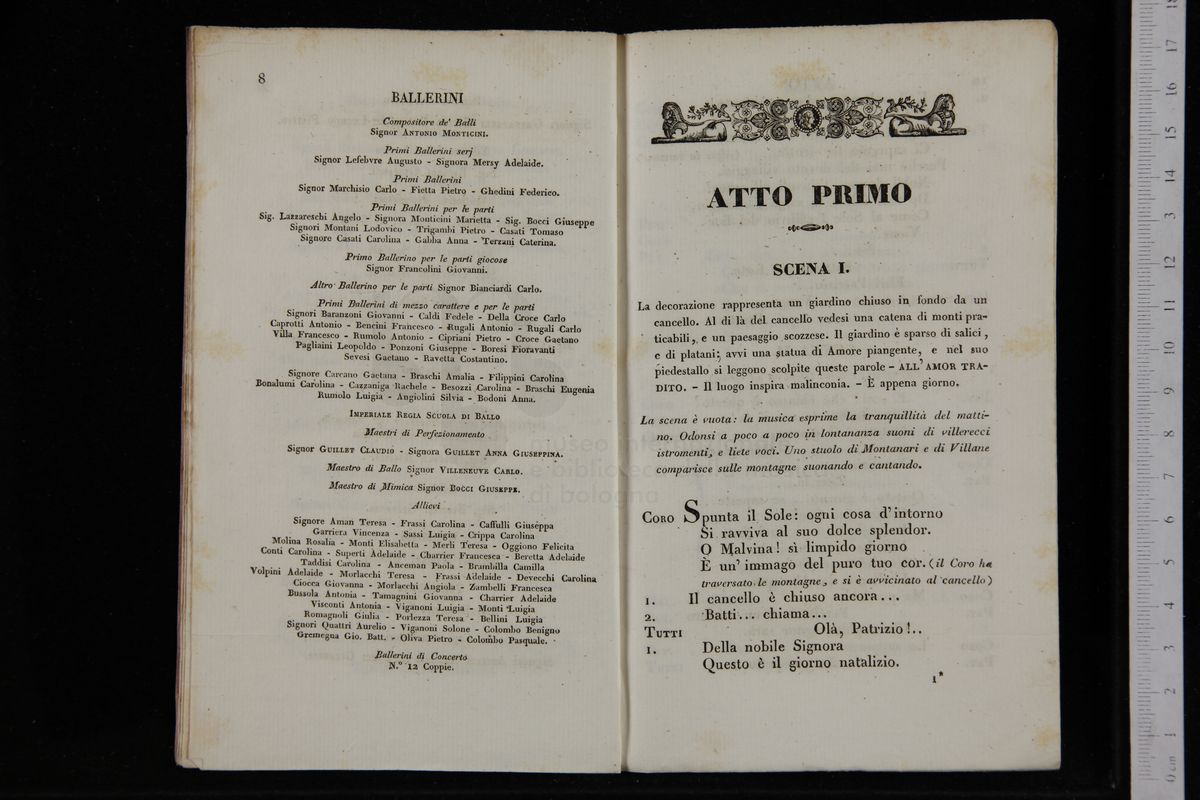 8
BALLERINI
Compositore de' Balli
Signor Antonio Monticini.
Primi Ballerini serj
Signor Lefebvre Augusto - Signora Mersy Adelaide.
Primi Ballerini
Signor Marchisio Carlo - Fietta Pietro - Ghedini Federico.
Primi Ballerini per le parti
Sig. Lazzareschi Angelo - Signora Monticini Marietta - Sig. Bocci Giuseppe
Signori Montani Lodovico - Trigambi Pietro - Casati Tomaso
Signore Casati Carolina - Gabba Anna - Terzani Caterina.
Primo Ballerino per le parti giocose
Signor Francolini Giovanni.
Altro Ballerino per le parti Signor Bianciardi Carlo.
Primi Ballerini di mezzo carattere e per le parti
Signori Baranzoni Giovanni - Caldi Fedele - Della Croce Carlo
Caprotti Antonio - Bencini Francesco - Rugali Antonio - Rugali Carlo
Villa Francesco - Rumolo Antonio - Cipriani Pietro - Croce Gaetano
Pagliaini Leopoldo - Ponzoni Giuseppe - Boresi Fioravanti
Sevesi Gaetano - Ravetta Costantino.
Signore Carcano Gaetana - Braschi Amalia - Filippini Carolina
Bonalumi Carolina - Cazzaniga Rachele - Besozzi Carolina - Braschi Eugenia
Rumolo Luigia - Angiolini Silvia - Bodoni Anna.
Imperiale Regia Scuola di Ballo
Maestri di Perfezionamento
Signor Guillet Claudio - Signora Guillet Anna Giuseppina.
Maestro di Ballo Signor Villeneuve Carlo.
Maestro di Mimica Signor Bocci Giuseppe.
Allievi
Signore Aman Teresa - Frassi Carolina - Caffulli Giuseppa
Garriera Vincenza - Sassi Luigia - Crippa Carolina
Molina Rosalia - Monti Elisabetta - Merli Teresa - Oggiono Felicita
Conti Carolina - Superti Adelaide - Charrier Francesca - Beretta Adelaide
Taddisi Carolina - Anceman Paola - Brambilla Camilla
Volpini Adelaide - Morlacchi Teresa - Frassi Adelaide - Devecchi Carolina
Ciocca Giovanna - Morlacchi Angiola - Zambelli Francesca
Bussola Antonia - Tamagnini Giovanna - Charrier Adelaide
Visconti Antonia - Viganoni Luigia - Monti Luigia
Romagnoli Giulia - Porlezza Teresa - Bellini Luigia
Signori Quattri Aurelio - Viganoni Solone - Colombo Benigno
Gremegna Gio. Batt. - Oliva Pietro - Colombo Pasquale.
Ballerini di Concerto
N.° 12 Coppie.
ATTO PRIMO
SCENA I.
La decorazione rappresenta un giardino chiuso in fondo da un
cancello. Al di là del cancello vedesi una catena di monti pra-
ticabili, e un paesaggio scozzese. Il giardino è sparso di salici,
e di platani; avvi una statua di Amore piangente, e nel suo
piedestallo si leggono scolpite queste parole - ALL' AMOR TRA-
DITO. - Il luogo inspira malinconia. - È appena giorno.
La scena è vuota: la musica esprime la tranquillità del matti-
no. Odonsi a poco a poco in lontananza suoni di villerecci
istromenti, e liete voci. Uno stuolo di Montanari e di Villane
comparisce sulle montagne suonando e cantando.
Coro Spunta il Sole: ogni cosa d'intorno
Si ravviva al suo dolce splendor.
O Malvina! sì limpido giorno
È un' immago del puro tuo cor. (il Coro ha
traversato le montagne, e si è avvicinato al cancello)
1. Il cancello è chiuso ancora...
2. Batti... chiama...
Tutti Olà, Patrizio!..
1. Della nobile Signora
Questo è il giorno natalizio.
1*